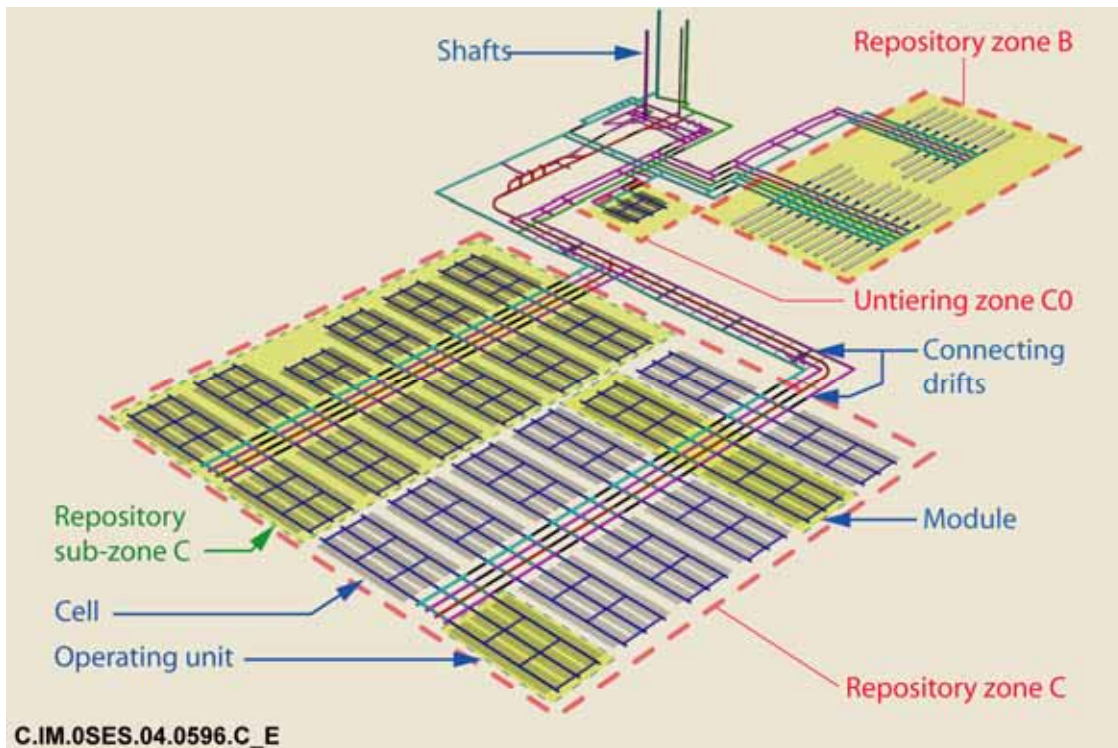 Shafts
Repository zone B
Untiering zone C0
Connecting
drifts
Module
Repository
sub-zone C
Cell
Operating unit
Repository zone C
C.IM.0SES.04.0596.C_E